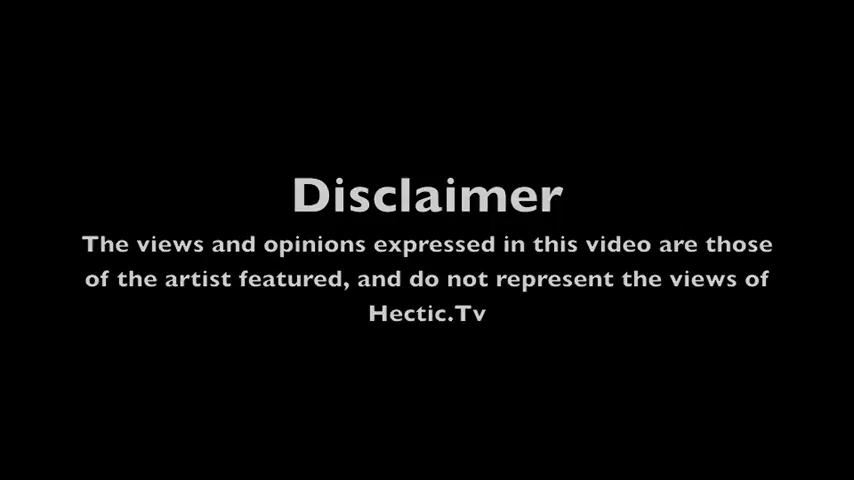 Disclaimer
The views and opinions expressed in this video are those
of the artist featured, and do not represent the views of
Hectic.Tv